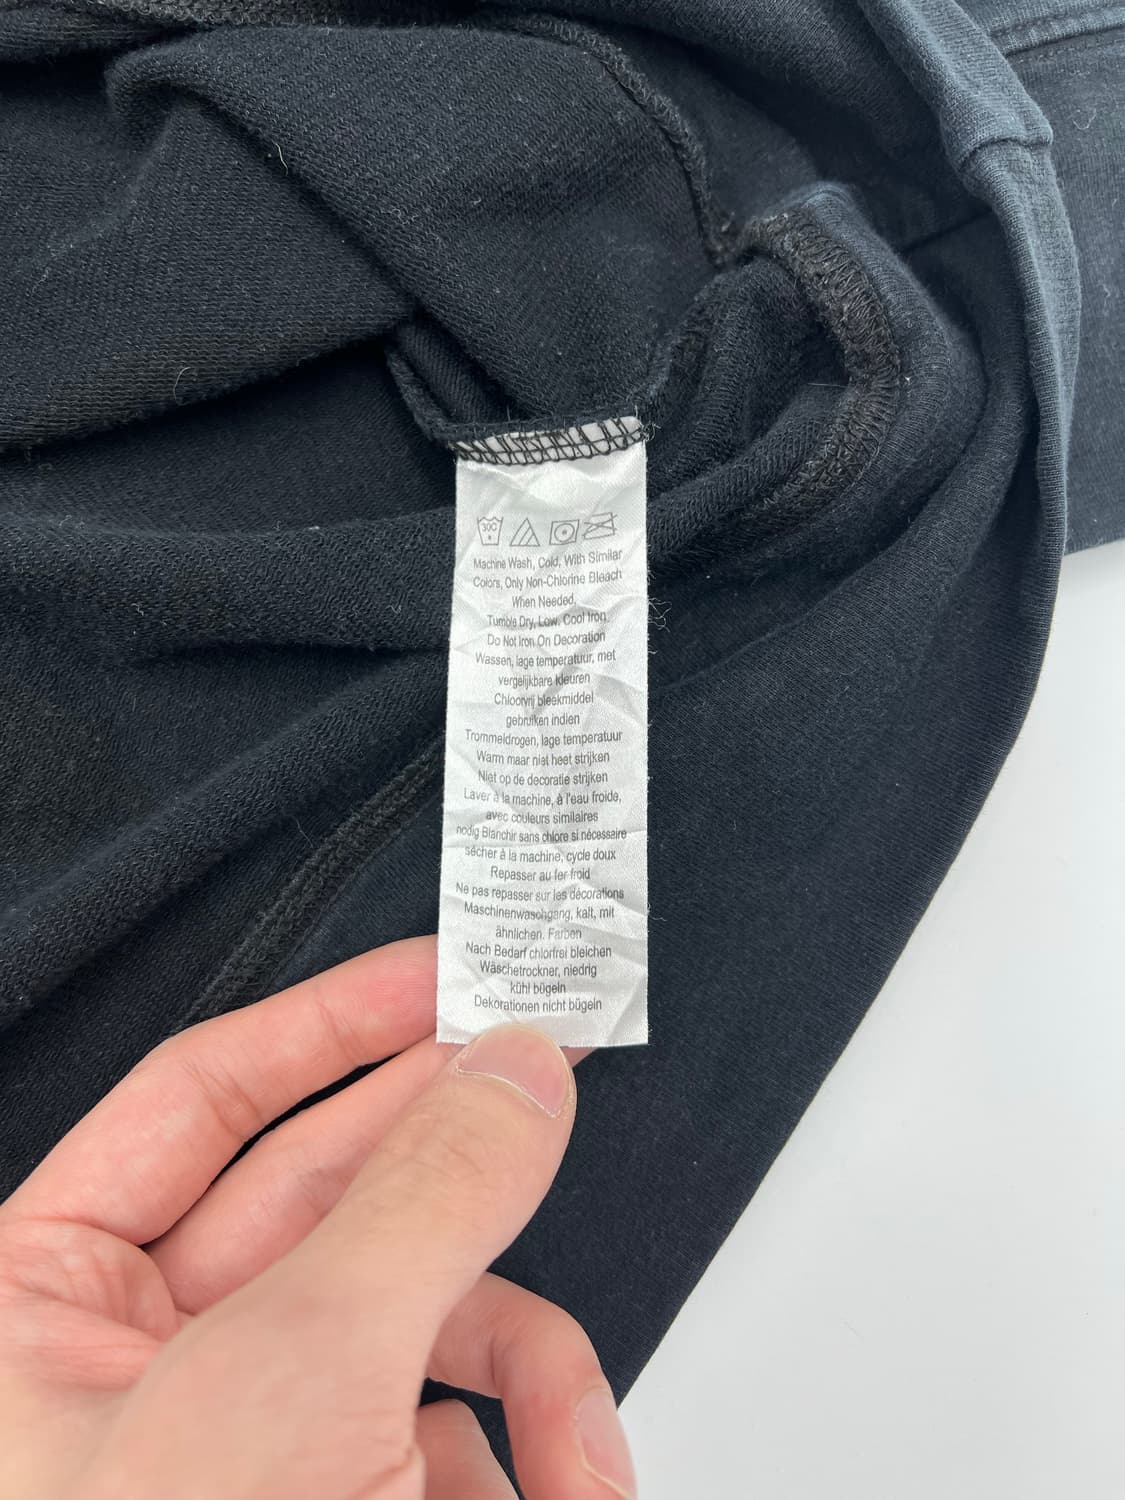 30C
Machine Wash, Cold, With Similar
Colors, Only Non-Chlorine Bleach
When Needed,
Tumble Dry, Low, Cool Iron.
Do Not Iron On Decoration
Wassen, lage temperatuur, met
vergelijkbare kleuren
Chloorvrij bleekmiddel
gebruiken indien
Trommeldrogen, lage temperatuur
Warm maar niet heet strijken
Niet op de decoratie strijken
Laver à la machine, à l'eau froide,
avec couleurs similaires
nodig Blanchir sans chlore si nécessaire
sécher à la machine, cycle doux
Repasser au fer froid
Ne pas repasser sur les décorations
Maschinenwaschgang, kalt, mit
ähnlichen. Farben
Nach Bedarf chlorfrei bleichen
Wäschetrockner, niedrig
kühl bügeln
Dekorationen nicht bügeln